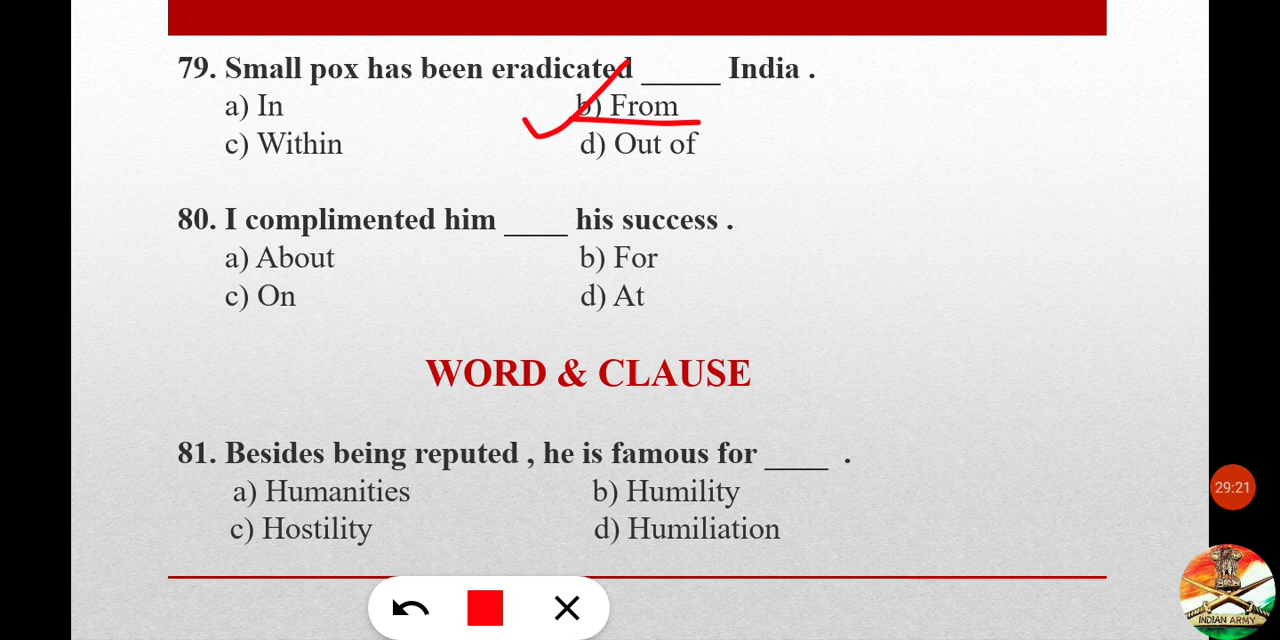 79. Small pox has been eradicated _____ India .
a) In b) From
c) Within d) Out of
80. I complimented him ____ his success .
a) About b) For
c) On d) At
WORD & CLAUSE
81. Besides being reputed , he is famous for ____ .
a) Humanities b) Humility
c) Hostility d) Humiliation
29:21
INDIAN ARMY